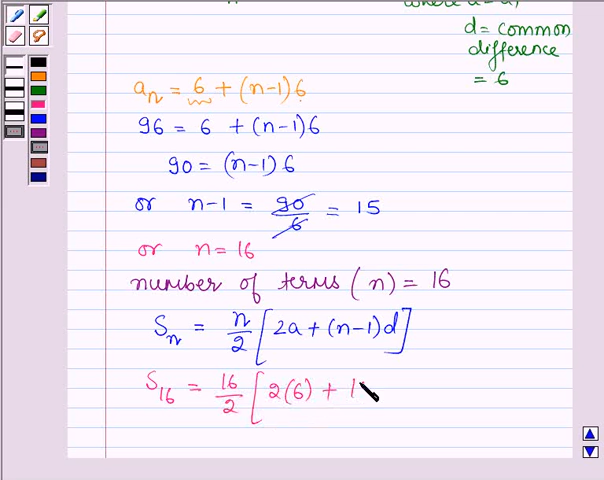 where a = a,
d = common
difference
= 6
aₙ = 6 + (n-1)6
96 = 6 + (n-1)6
90 = (n-1)6
or n-1 = 90/6 = 15
or n = 16
number of terms (n) = 16
Sₙ = n/2 [2a + (n-1)d]
S₁₆ = 16/2 [2(6) + 1